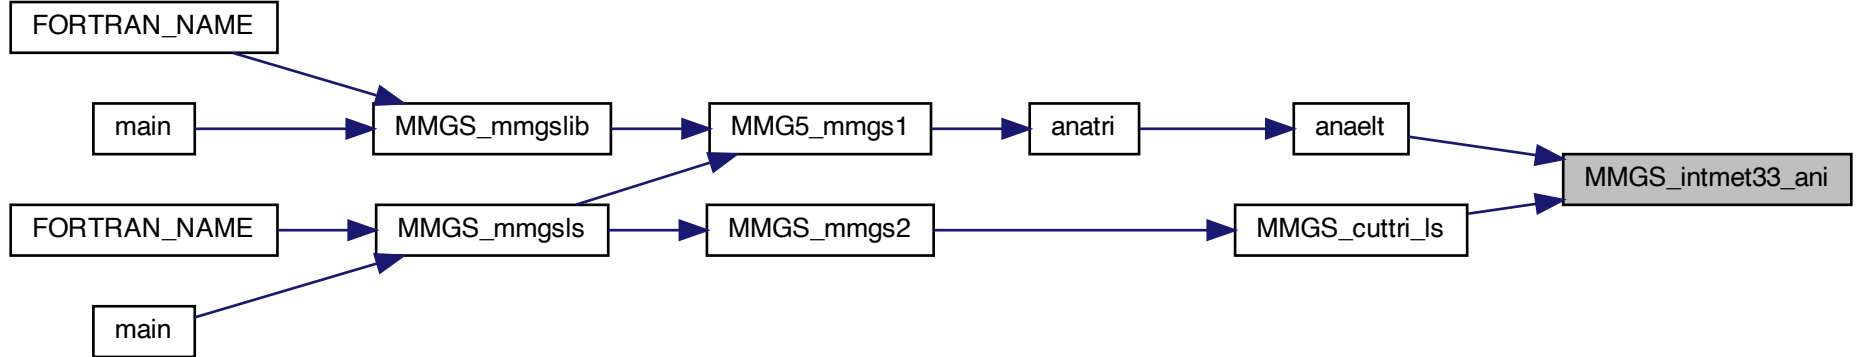 FORTRAN_NAME
main
MMGS_mmgslib
MMG5_mmgs1
anatri
anaelt
MMGS_intmet33_ani
FORTRAN_NAME
MMGS_mmgsls
MMGS_mmgs2
MMGS_cuttri_ls
main